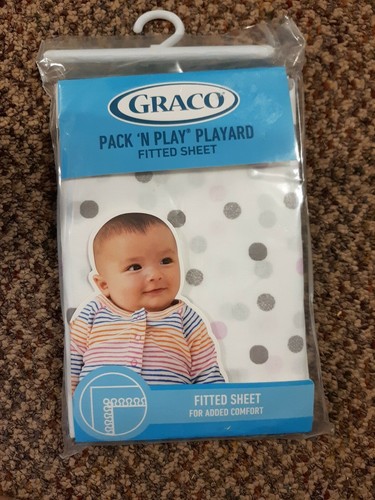 GRACO
PACK 'N PLAY® PLAYARD
FITTED SHEET
FITTED SHEET
FOR ADDED COMFORT